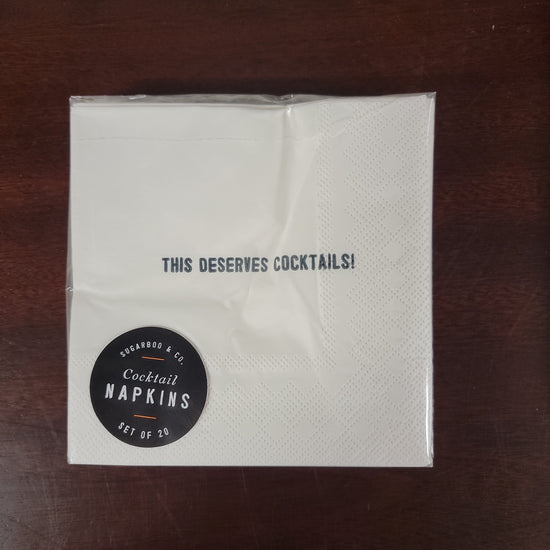 THIS DESERVES COCKTAILS!
SUGARBOO & CO.
Cocktail
NAPKINS
SET OF 20